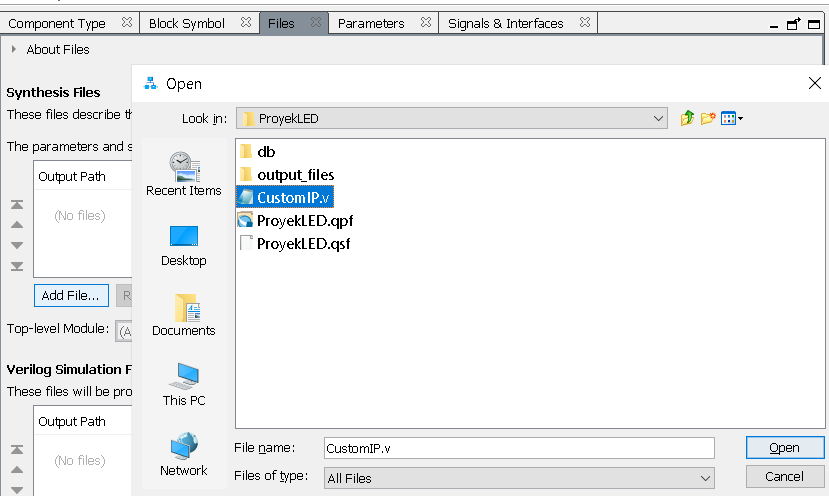 Component Type Block Symbol Files Parameters Signals & Interfaces
About Files
Open
Synthesis Files
These files describe th
Look in: ProyekLED
The parameters and s
Output Path
(No files)
Add File... R
Top-level Module: (A
Verilog Simulation F
These files will be pro
Output Path
(No files)
Recent Items
Desktop
Documents
This PC
Network
db
output_files
CustomIP.v
ProyekLED.qpf
ProyekLED.qsf
File name: CustomIP.v Open
Files of type: All Files Cancel